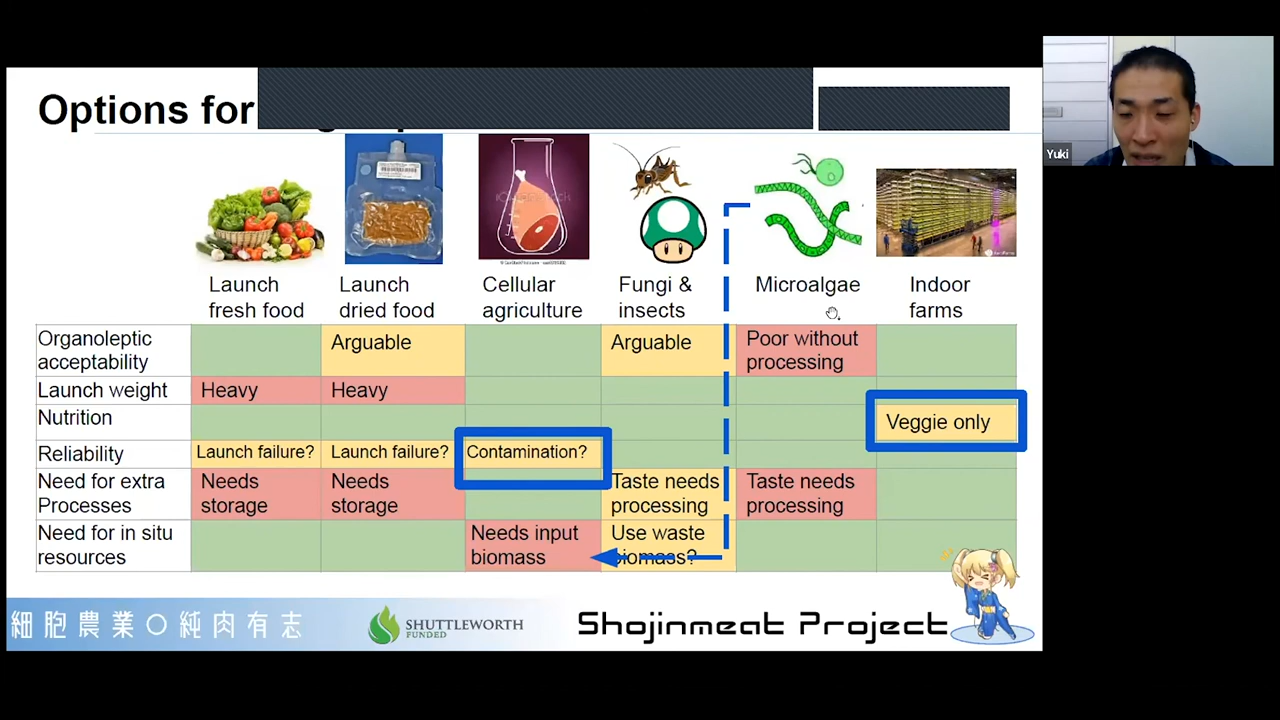 Options for
Yuki
Launch
fresh food
Launch
dried food
Cellular
agriculture
Fungi &
insects
Microalgae
Indoor
farms
Organoleptic
acceptability
Arguable
Arguable
Poor without
processing
Launch weight
Heavy
Heavy
Nutrition
Veggie only
Reliability
Launch failure?
Launch failure?
Contamination?
Need for extra
Processes
Needs
storage
Needs
storage
Taste needs
processing
Taste needs
processing
Need for in situ
resources
Needs input
biomass
Use waste
biomass?
細胞農業〇純肉有志
SHUTTLEWORTH
FUNDED
Shojinmeat Project